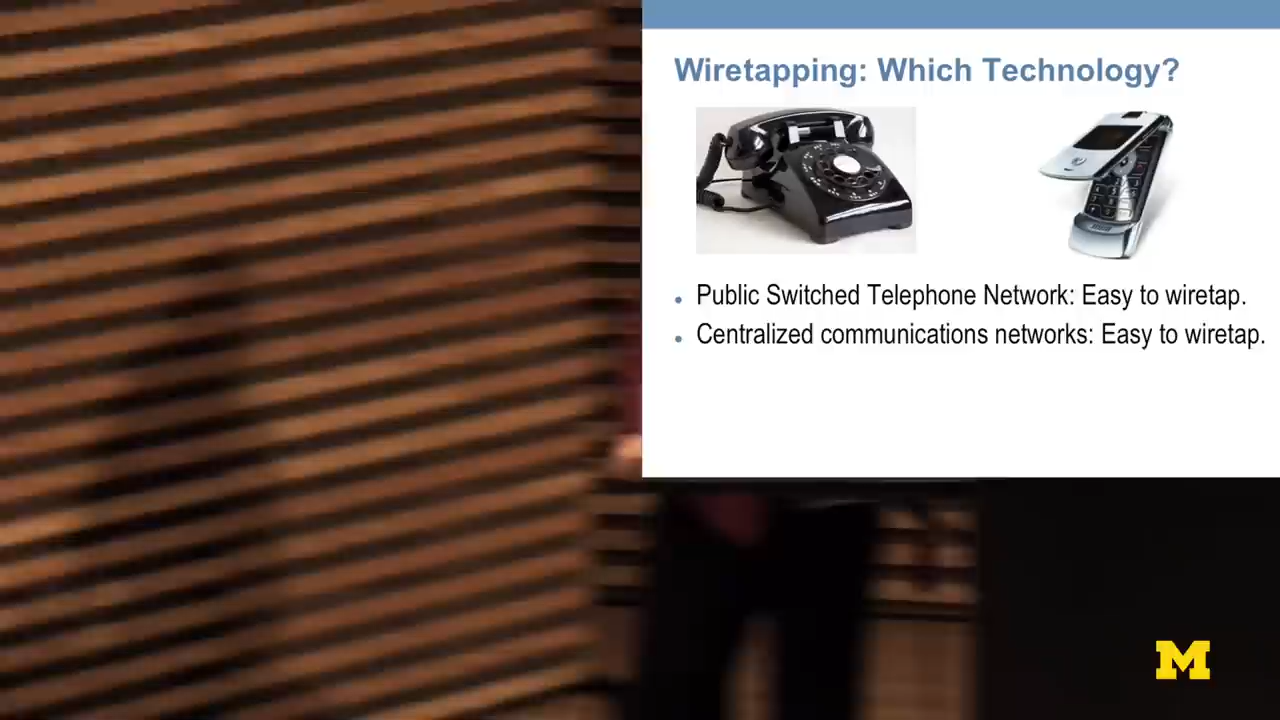 Wiretapping: Which Technology?
• Public Switched Telephone Network: Easy to wiretap.
• Centralized communications networks: Easy to wiretap.
M